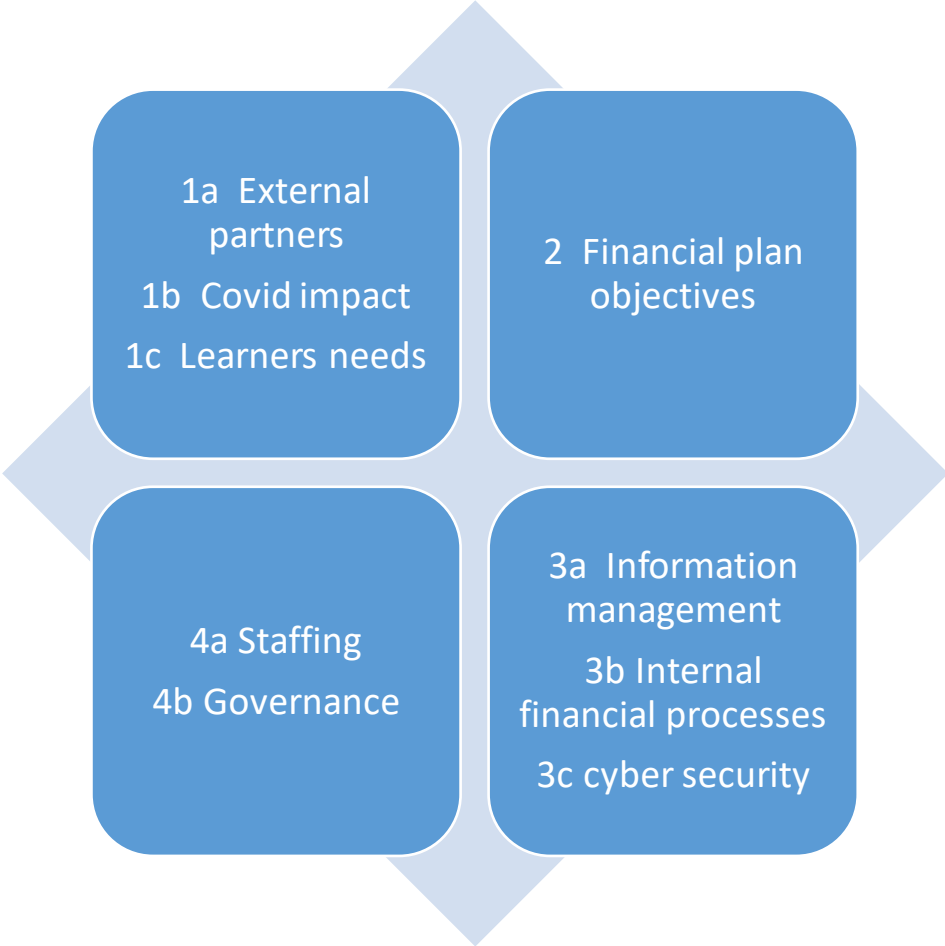 1a  External
partners
1b  Covid impact
1c  Learners needs
2  Financial plan
objectives
4a Staffing
4b Governance
3a  Information
management
3b Internal
financial processes
3c cyber security